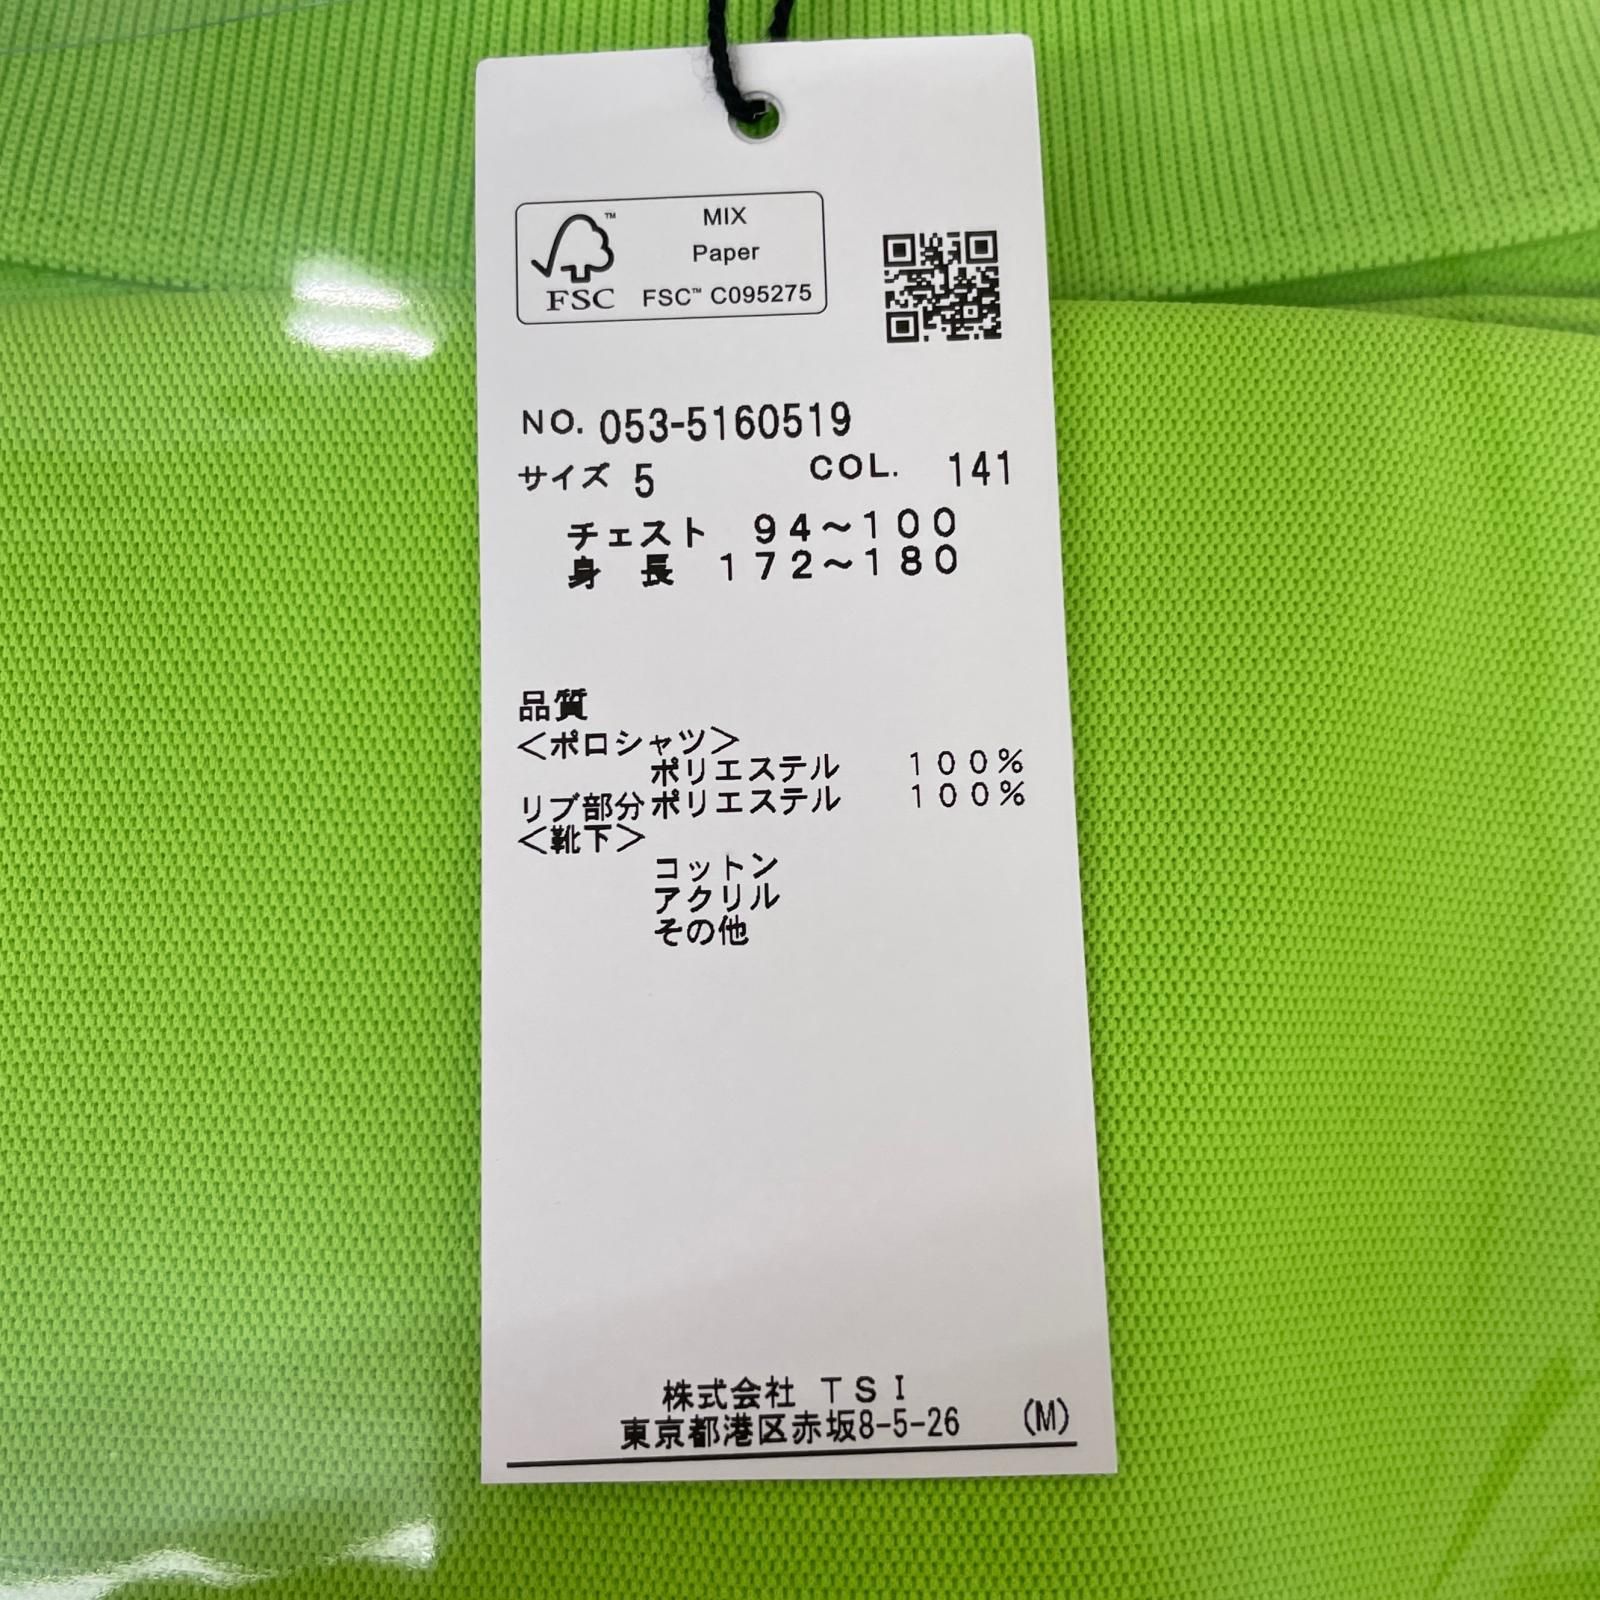 MIX
Paper
FSC™ FSC™ C095275
NO. 053-5160519
サイズ 5 COL. 141
チェスト 94～100
身 長 172～180
品質
＜ポロシャツ＞
ポリエステル 100%
リブ部分ポリエステル 100%
＜靴下＞
コットン
アクリル
その他
株式会社 TSI
東京都港区赤坂8-5-26 (M)